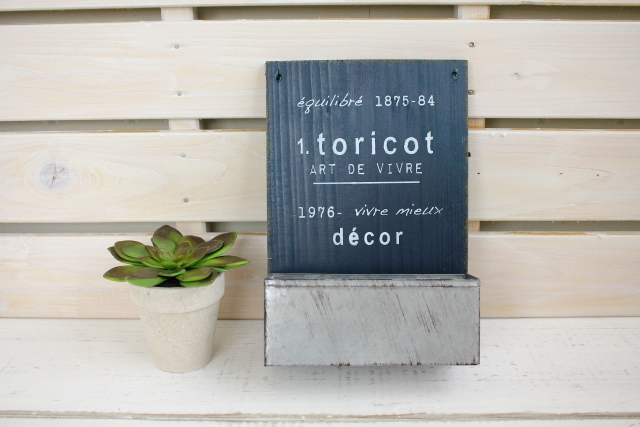 équilibré 1875-84
1. toricot
ART DE VIVRE
1976- vivre mieux
décor